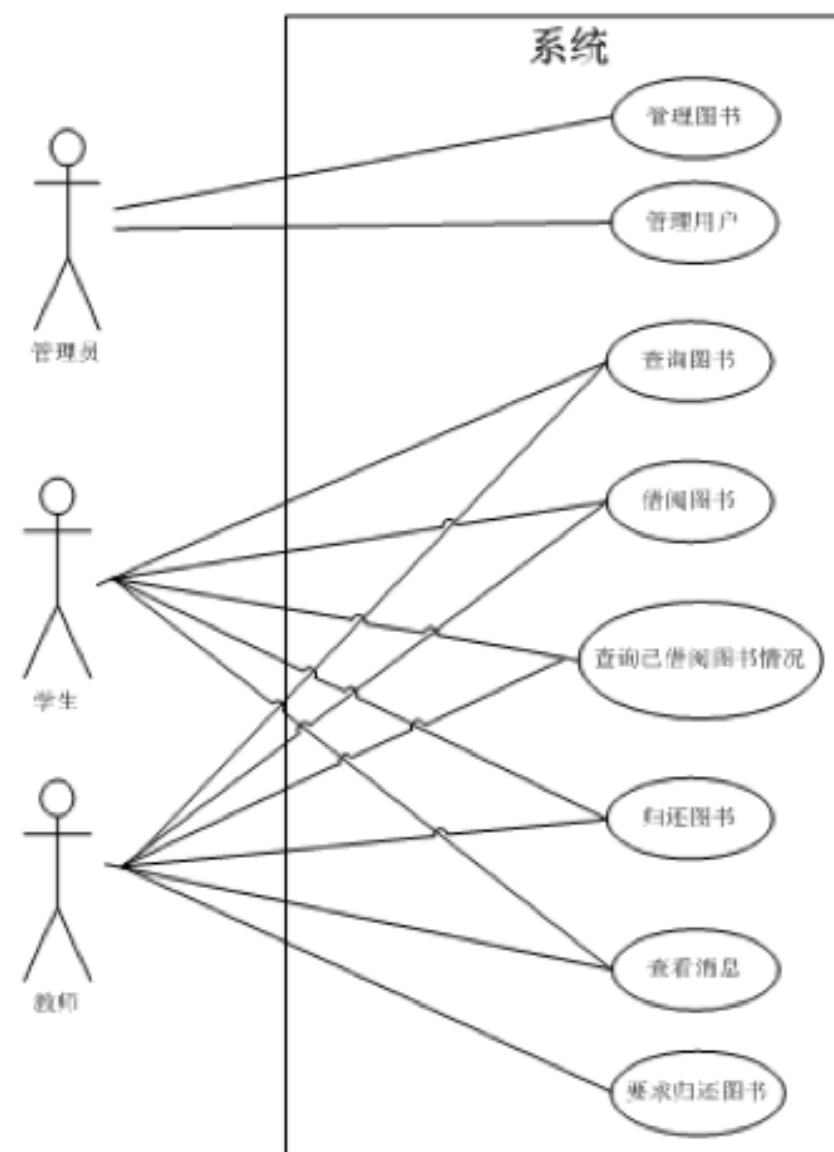 系统
管理图书
管理用户
管理员
查询图书
借阅图书
学生
查询已借阅图书情况
归还图书
教师
查看消息
要求归还图书